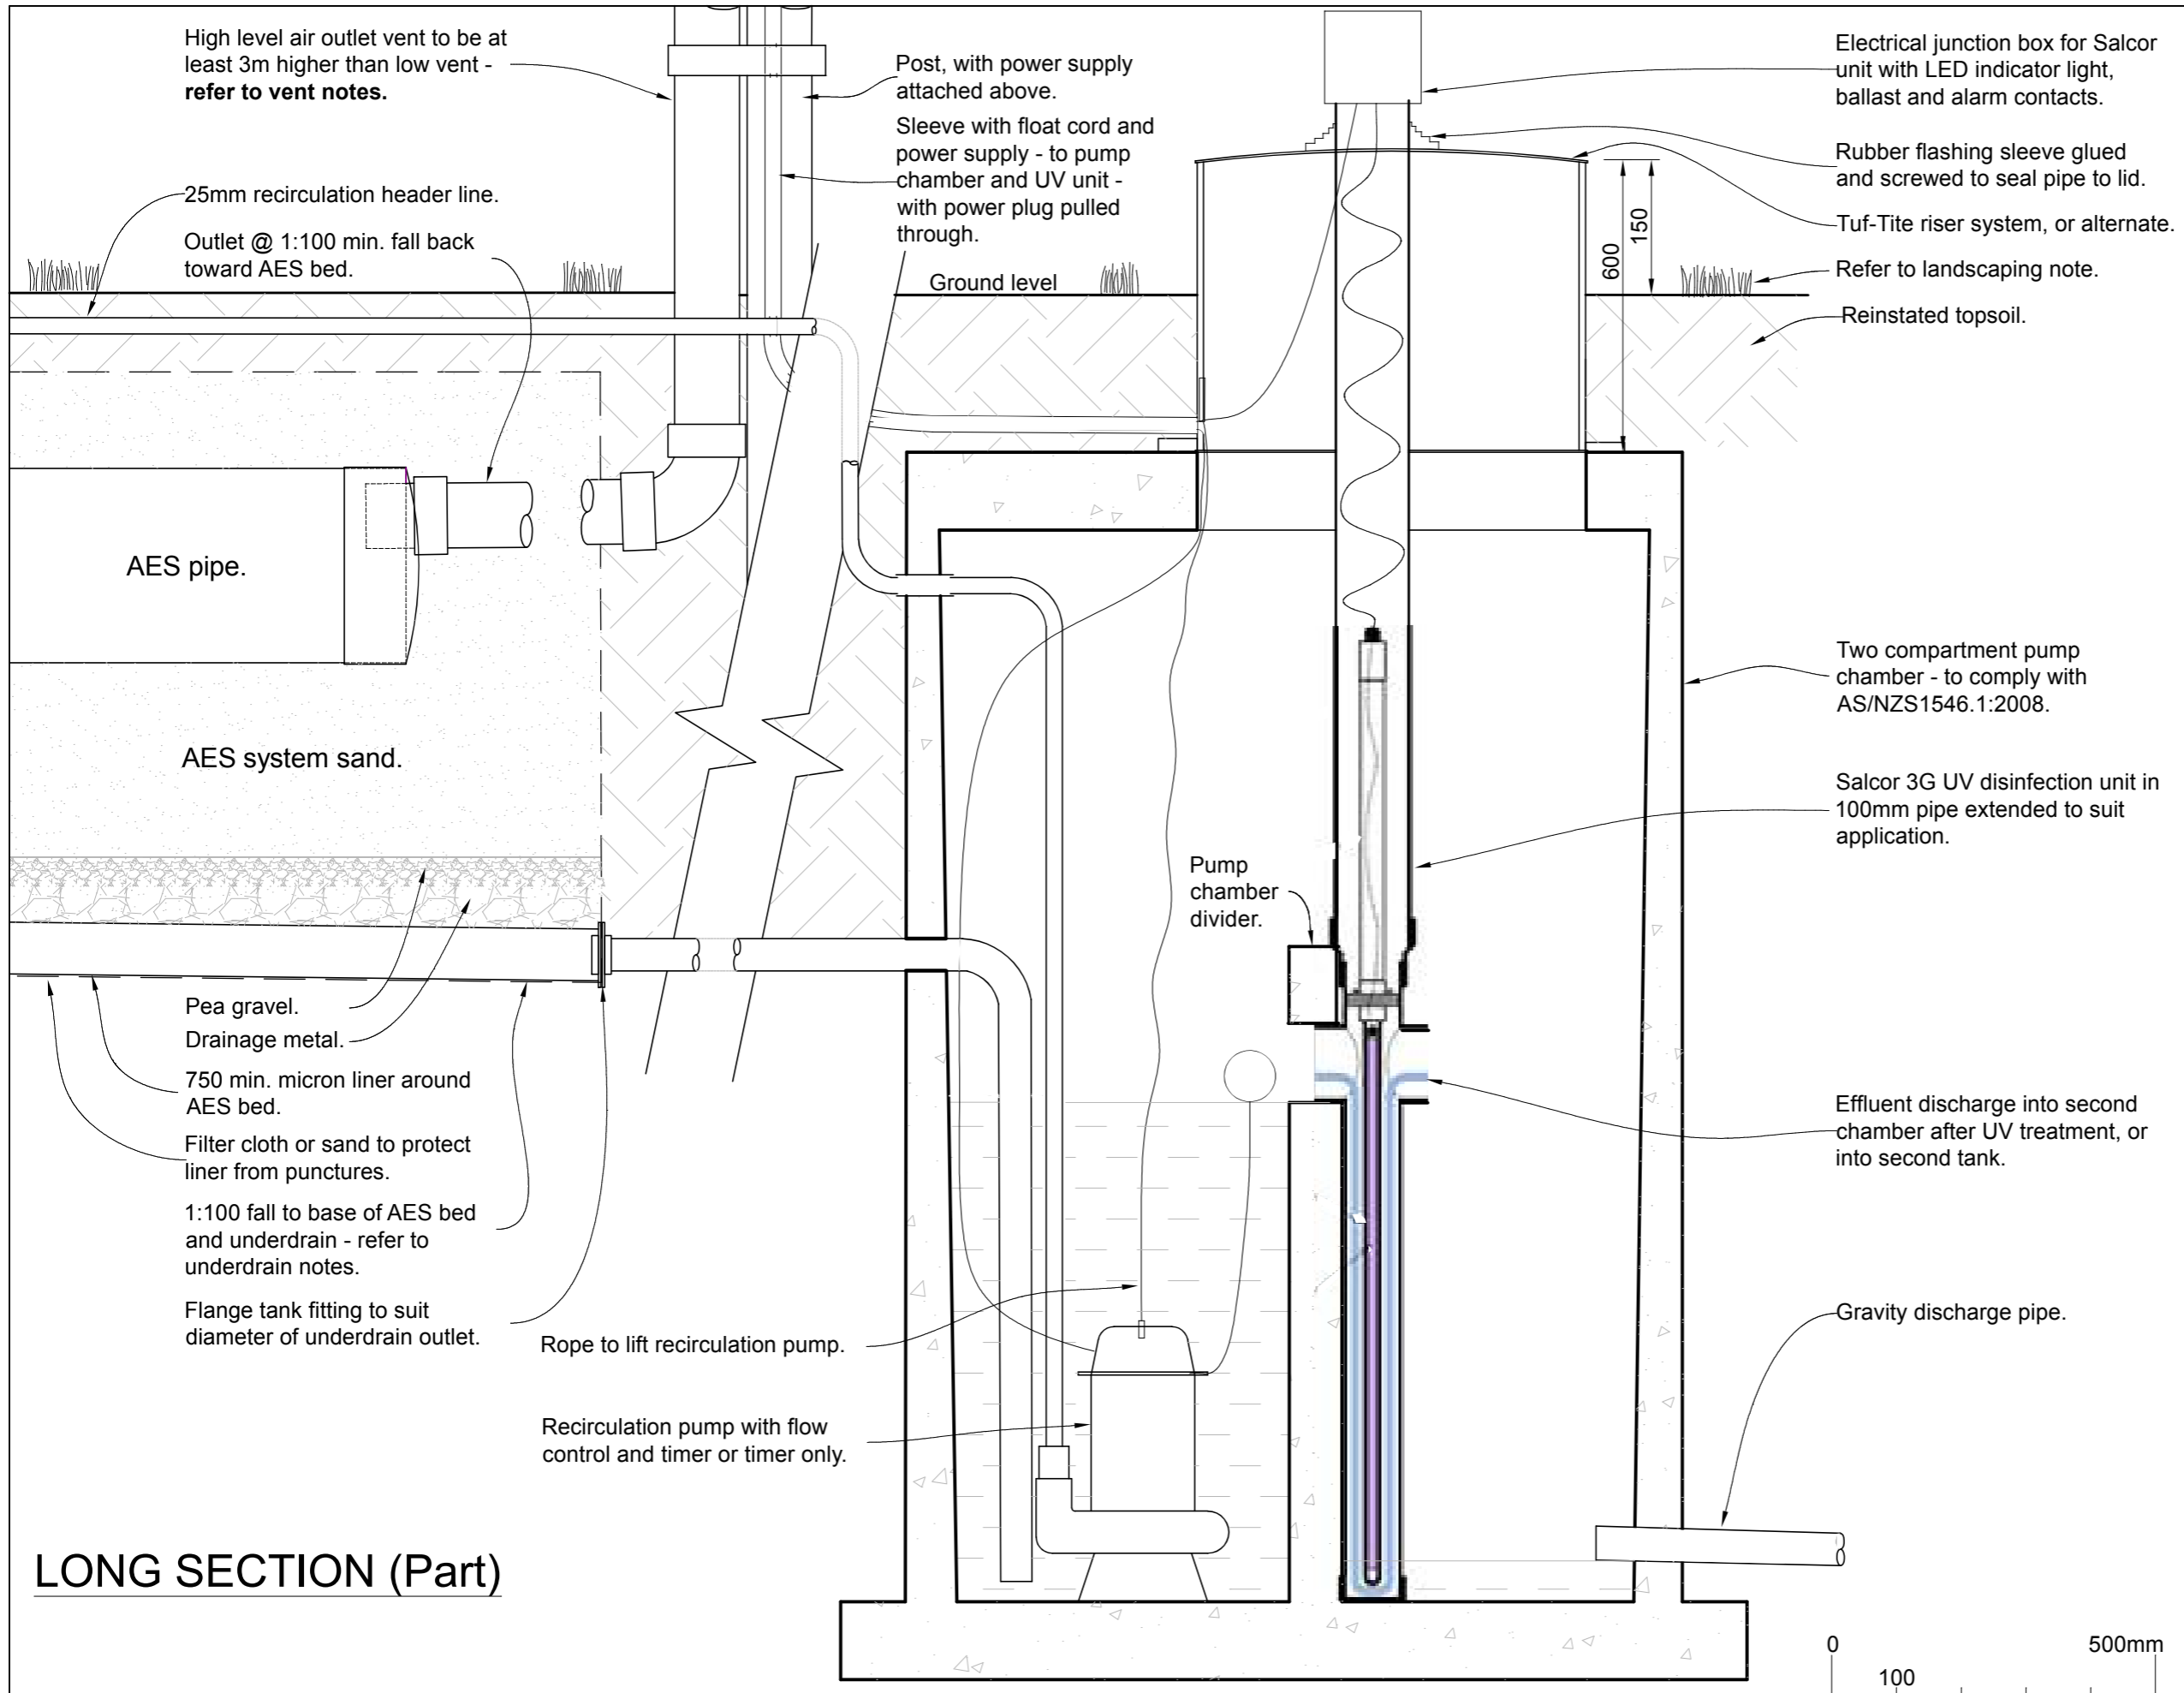 High level air outlet vent to be at
least 3m higher than low vent -
refer to vent notes.
25mm recirculation header line.
Outlet @ 1:100 min. fall back
toward AES bed.
Post, with power supply
attached above.
Sleeve with float cord and
power supply - to pump
chamber and UV unit -
with power plug pulled
through.
Ground level
Electrical junction box for Salcor
unit with LED indicator light,
ballast and alarm contacts.
Rubber flashing sleeve glued
and screwed to seal pipe to lid.
Tuf-Tite riser system, or alternate.
Refer to landscaping note.
Reinstated topsoil.
600
150
AES pipe.
AES system sand.
Two compartment pump
chamber - to comply with
AS/NZS1546.1:2008.
Salcor 3G UV disinfection unit in
100mm pipe extended to suit
application.
Pump
chamber
divider.
Pea gravel.
Drainage metal.
750 min. micron liner around
AES bed.
Filter cloth or sand to protect
liner from punctures.
1:100 fall to base of AES bed
and underdrain - refer to
underdrain notes.
Flange tank fitting to suit
diameter of underdrain outlet.
Effluent discharge into second
chamber after UV treatment, or
into second tank.
Gravity discharge pipe.
Rope to lift recirculation pump.
Recirculation pump with flow
control and timer or timer only.
LONG SECTION (Part)
0
500mm
100